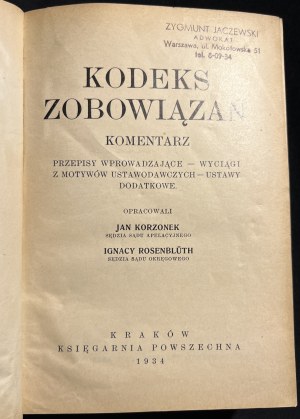 ZYGMUNT JACZEWSKI
ADWOKAT
Warszawa, ul. Mokotowska 51
tel. 8-09-54
KODEKS
ZOBOWIĄZAŃ
KOMENTARZ
PRZEPISY WPROWADZAJĄCE — WYCIĄGI
Z MOTYWÓW USTAWODAWCZYCH — USTAWY
DODATKOWE.
OPRACOWALI
JAN KORZONEK
SĘDZIA SĄDU APELACYJNEGO
IGNACY ROSENBLÜTH
SĘDZIA SĄDU OKRĘGOWEGO
KRAKÓW
KSIĘGARNIA POWSZECHNA
1934